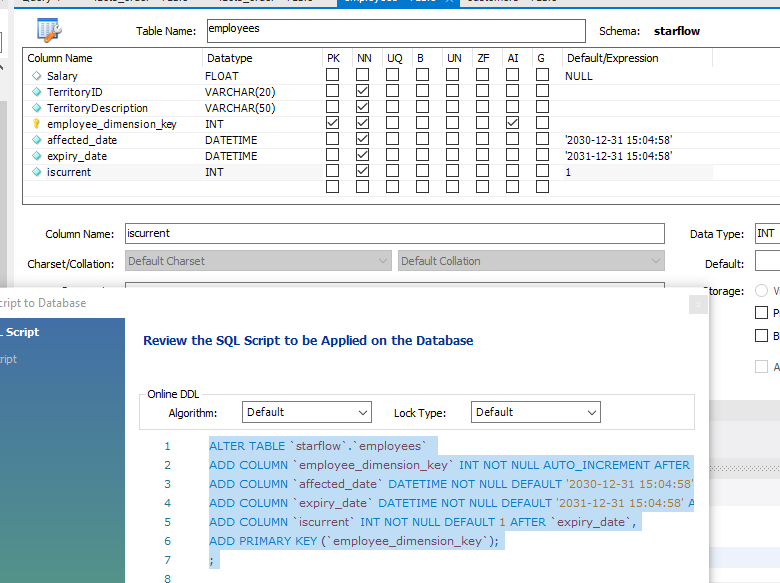 Table Name: employees Schema: starflow
Column Name Datatype PK NN UQ B UN ZF AI G Default/Expression
Salary FLOAT NULL
TerritoryID VARCHAR(20)
TerritoryDescription VARCHAR(50)
employee_dimension_key INT
affected_date DATETIME '2030-12-31 15:04:58'
expiry_date DATETIME '2031-12-31 15:04:58'
iscurrent INT 1
Column Name: iscurrent Data Type: INT
Charset/Collation: Default Charset Default Collation Default:
Storage:
cript to Database
L Script
ript
Review the SQL Script to be Applied on the Database
Online DDL
Algorithm: Default Lock Type: Default
1 ALTER TABLE `starflow`.`employees`
2 ADD COLUMN `employee_dimension_key` INT NOT NULL AUTO_INCREMENT AFTER
3 ADD COLUMN `affected_date` DATETIME NOT NULL DEFAULT '2030-12-31 15:04:58'
4 ADD COLUMN `expiry_date` DATETIME NOT NULL DEFAULT '2031-12-31 15:04:58' A
5 ADD COLUMN `iscurrent` INT NOT NULL DEFAULT 1 AFTER `expiry_date`,
6 ADD PRIMARY KEY (`employee_dimension_key`);
7 ;
8